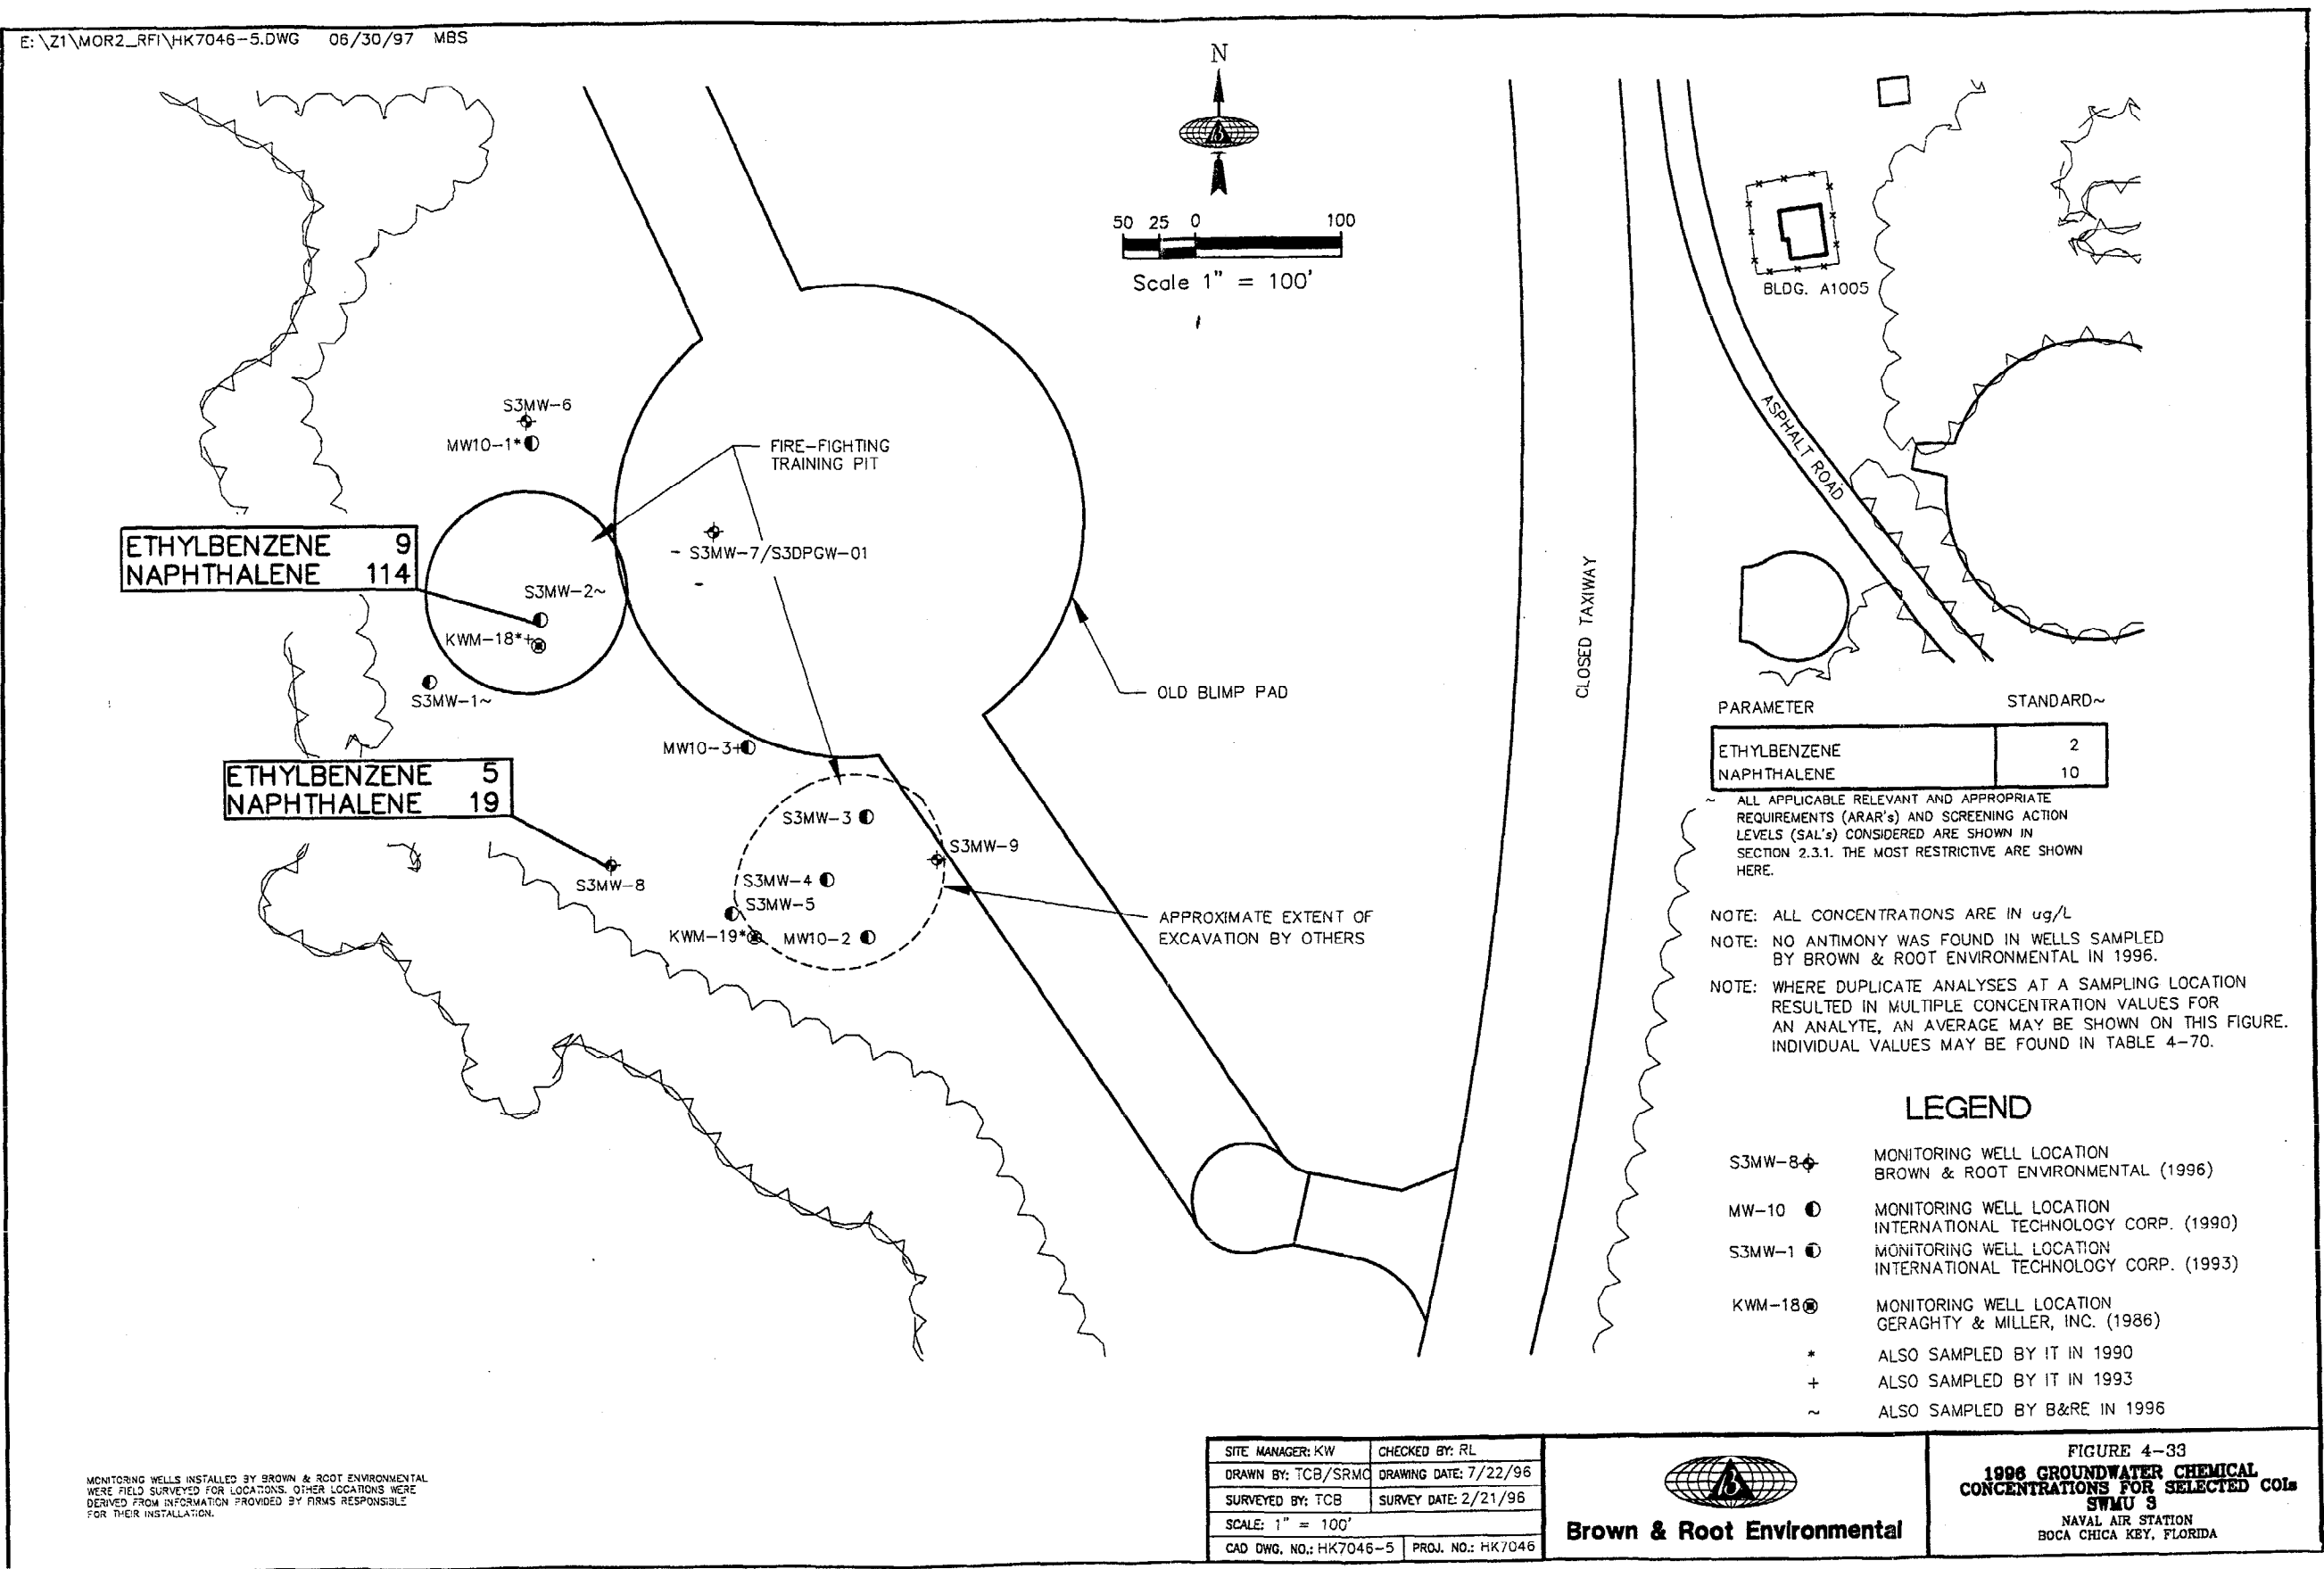 E:\Z1\MOR2_RFI\HK7046-5.DWG 06/30/97 MBS
N
50 25 0 100
Scale 1" = 100'
BLDG. A1005
ASPHALT ROAD
S3MW-6
MW10-1*
FIRE-FIGHTING
TRAINING PIT
ETHYLBENZENE 9
NAPHTHALENE 114
S3MW-7/S3DPGW-01
S3MW-2~
KWM-18*+
S3MW-1~
OLD BLIMP PAD
CLOSED TAXIWAY
MW10-3+
ETHYLBENZENE 5
NAPHTHALENE 19
S3MW-8
S3MW-3
S3MW-9
S3MW-4
S3MW-5
KWM-19*
MW10-2
APPROXIMATE EXTENT OF
EXCAVATION BY OTHERS
PARAMETER STANDARD~
ETHYLBENZENE 2
NAPHTHALENE 10
~ ALL APPLICABLE RELEVANT AND APPROPRIATE
REQUIREMENTS (ARAR's) AND SCREENING ACTION
LEVELS (SAL's) CONSIDERED ARE SHOWN IN
SECTION 2.3.1. THE MOST RESTRICTIVE ARE SHOWN
HERE.
NOTE: ALL CONCENTRATIONS ARE IN ug/L
NOTE: NO ANTIMONY WAS FOUND IN WELLS SAMPLED
BY BROWN & ROOT ENVIRONMENTAL IN 1996.
NOTE: WHERE DUPLICATE ANALYSES AT A SAMPLING LOCATION
RESULTED IN MULTIPLE CONCENTRATION VALUES FOR
AN ANALYTE, AN AVERAGE MAY BE SHOWN ON THIS FIGURE.
INDIVIDUAL VALUES MAY BE FOUND IN TABLE 4-70.
LEGEND
S3MW-8 MONITORING WELL LOCATION
BROWN & ROOT ENVIRONMENTAL (1996)
MW-10 MONITORING WELL LOCATION
INTERNATIONAL TECHNOLOGY CORP. (1990)
S3MW-1 MONITORING WELL LOCATION
INTERNATIONAL TECHNOLOGY CORP. (1993)
KWM-18 MONITORING WELL LOCATION
GERAGHTY & MILLER, INC. (1986)
* ALSO SAMPLED BY IT IN 1990
+ ALSO SAMPLED BY IT IN 1993
~ ALSO SAMPLED BY B&RE IN 1996
MONITORING WELLS INSTALLED BY BROWN & ROOT ENVIRONMENTAL
WERE FIELD SURVEYED FOR LOCATIONS. OTHER LOCATIONS WERE
DERIVED FROM INFORMATION PROVIDED BY FIRMS RESPONSIBLE
FOR THEIR INSTALLATION.
SITE MANAGER: KW CHECKED BY: RL
DRAWN BY: TCB/SRMC DRAWING DATE: 7/22/96
SURVEYED BY: TCB SURVEY DATE: 2/21/96
SCALE: 1" = 100'
CAD DWG. NO.: HK7046-5 PROJ. NO.: HK7046
Brown & Root Environmental
FIGURE 4-33
1996 GROUNDWATER CHEMICAL
CONCENTRATIONS FOR SELECTED COIs
SWMU 3
NAVAL AIR STATION
BOCA CHICA KEY, FLORIDA